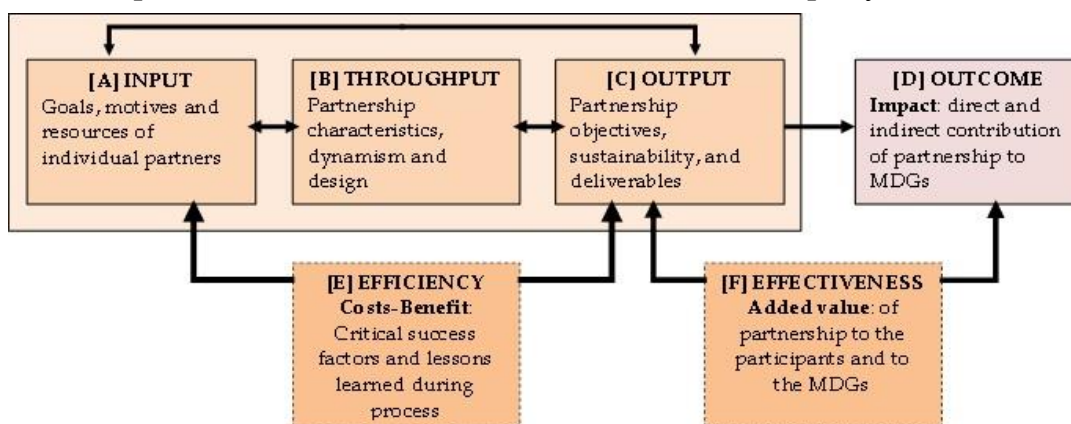 [A] INPUT
Goals, motives and
resources of
individual partners
[B] THROUGHPUT
Partnership
characteristics,
dynamism and
design
[C] OUTPUT
Partnership
objectives,
sustainability, and
deliverables
[D] OUTCOME
Impact: direct and
indirect contribution
of partnership to
MDGs
[E] EFFICIENCY
Costs-Benefit:
Critical success
factors and lessons
learned during
process
[F] EFFECTIVENESS
Added value: of
partnership to the
participants and to
the MDGs